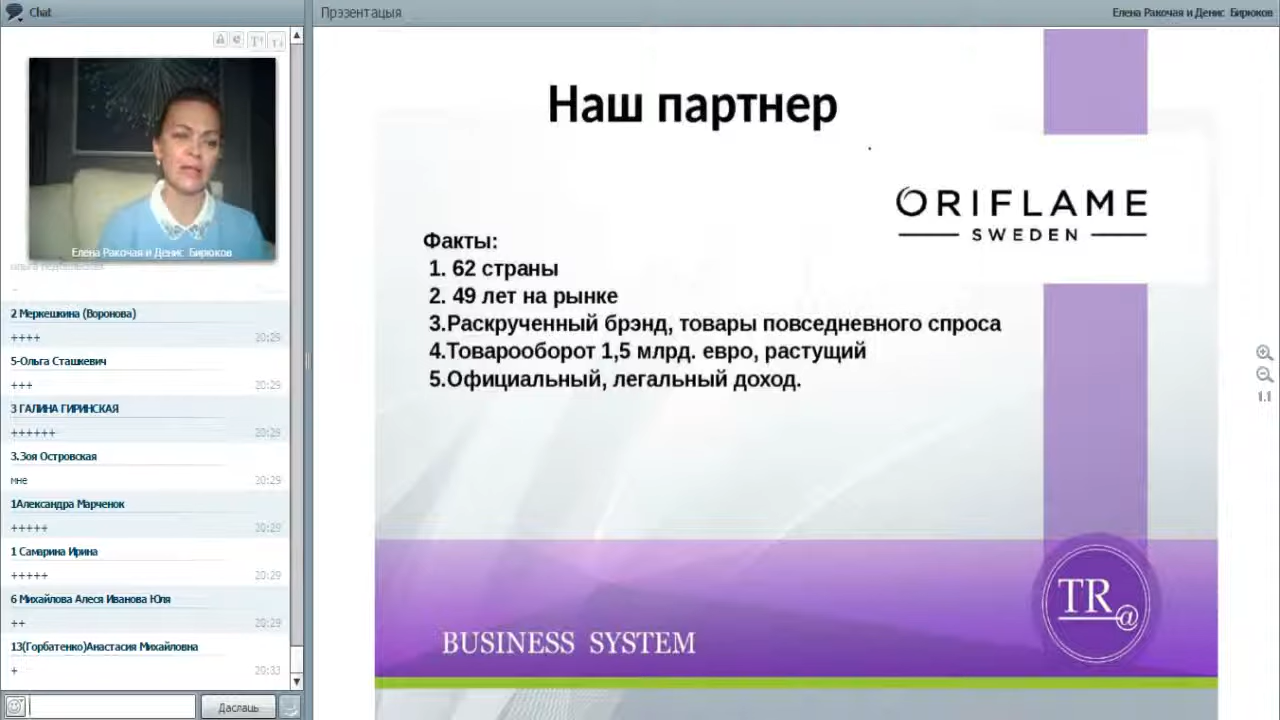 Chat
Елена Ракочая и Денис Бирюков
2 Меркешкина (Воронова)
++++
20:29
5-Ольга Сташкевич
+++
20:29
3 ГАЛИНА ГИРИНСКАЯ
++++++
20:29
3.Зоя Островская
мне
20:29
1Александра Марченок
+++++
20:29
1 Самарина Ирина
+++++
20:29
6 Михайлова Алеся Иванова Юля
++
20:29
13(Горбатенко)Анастасия Михайловна
+
20:33
Даслаць
Прэзентацыя
Елена Ракочая и Денис Бирюков
Наш партнер
ORIFLAME
SWEDEN
Факты:
1. 62 страны
2. 49 лет на рынке
3.Раскрученный брэнд, товары повседневного спроса
4.Товарооборот 1,5 млрд. евро, растущий
5.Официальный, легальный доход.
BUSINESS SYSTEM
TR@
1:1